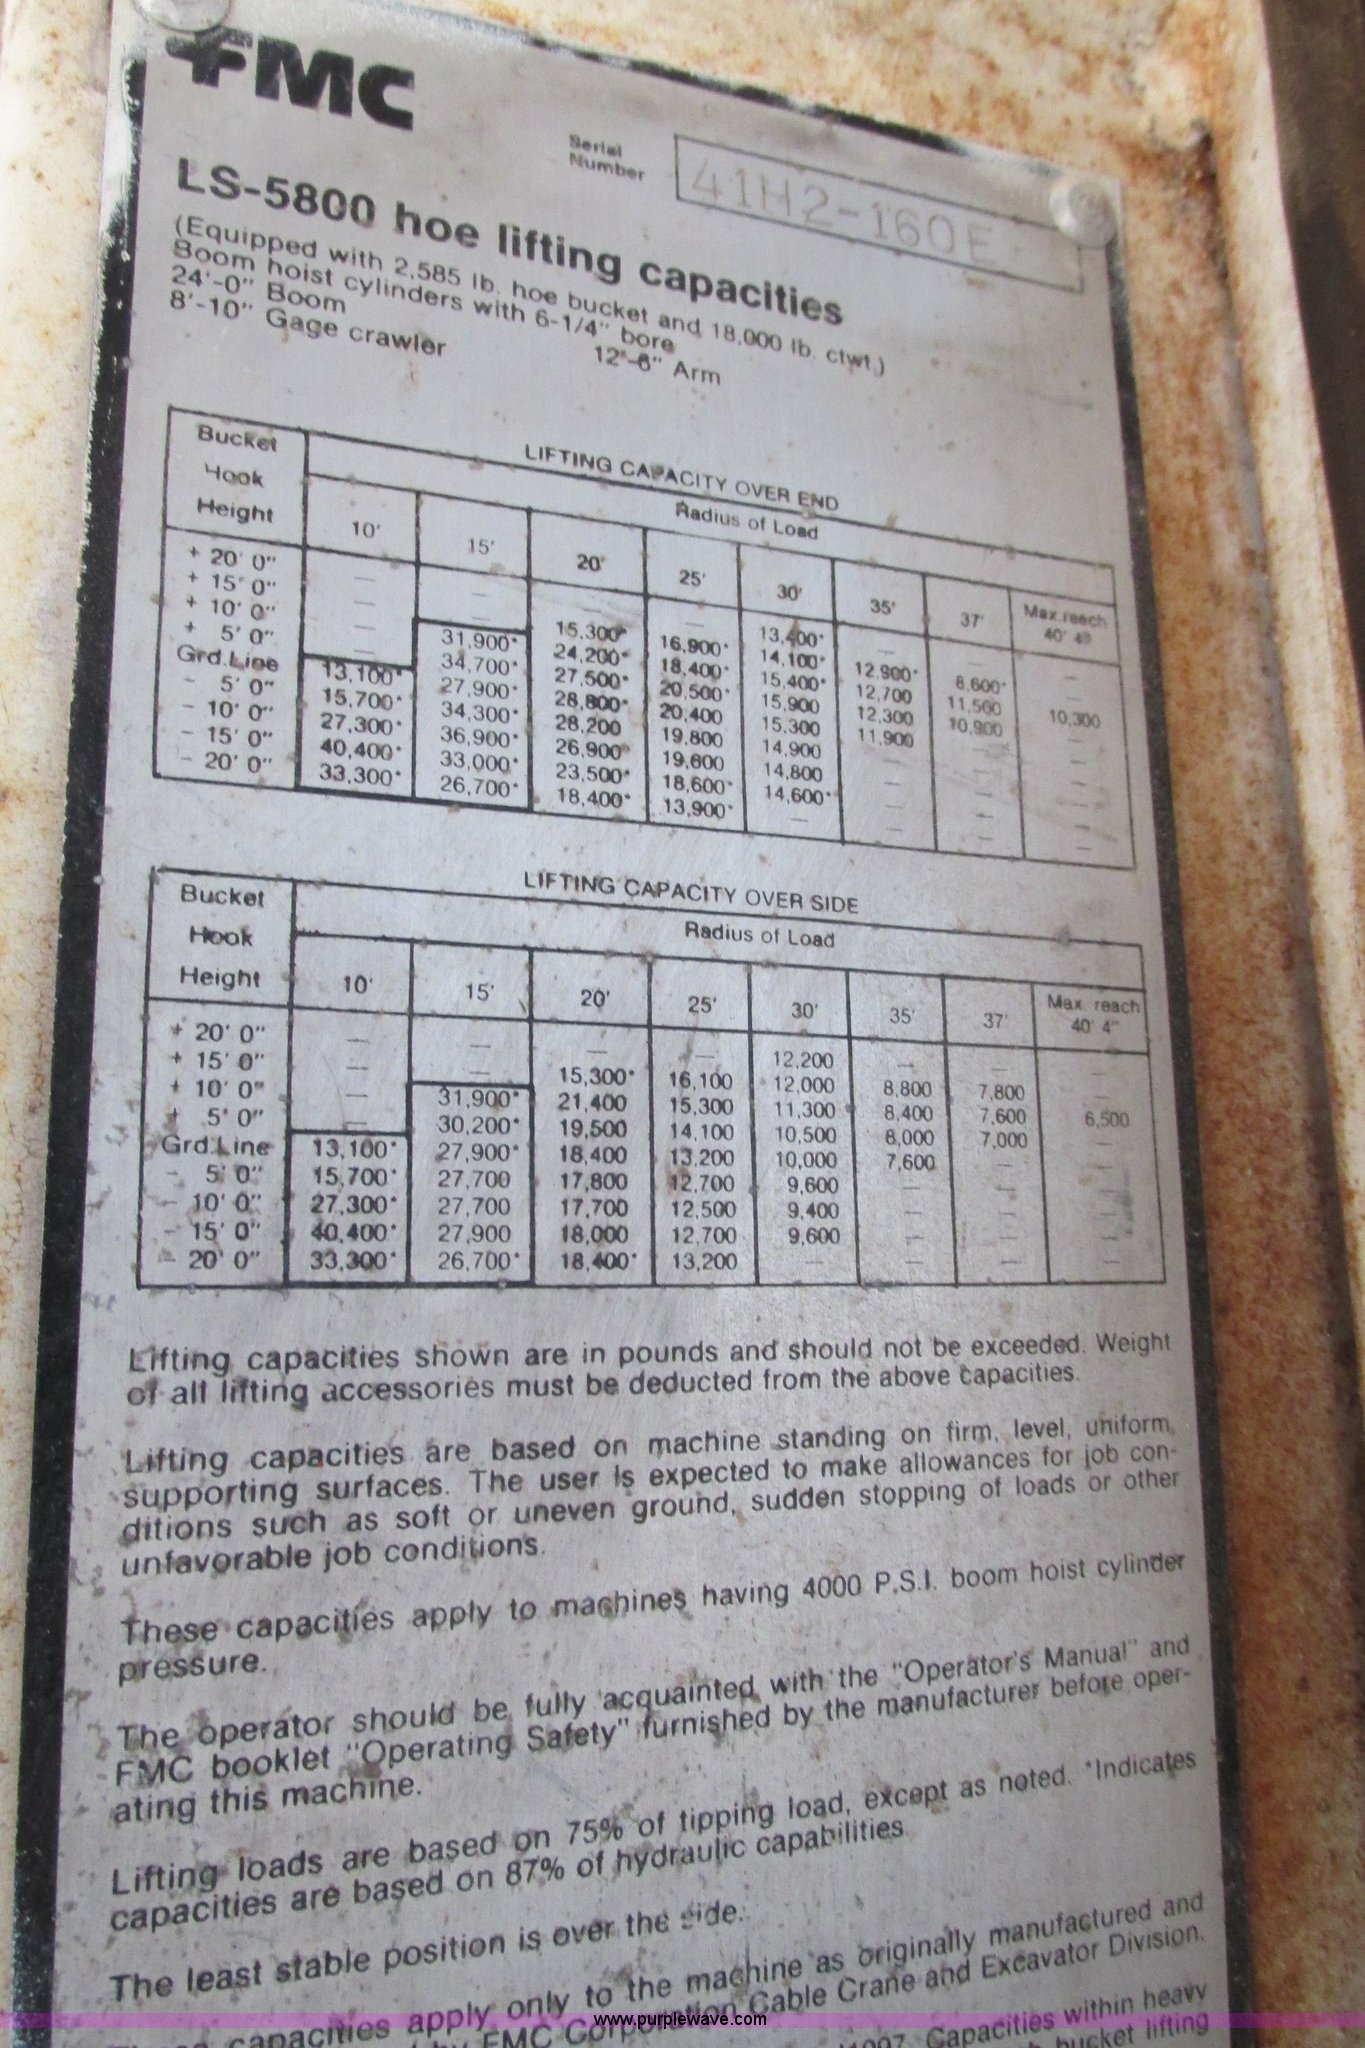 FMC
Serial
Number
41H2-160E
LS-5800 hoe lifting capacities
(Equipped with 2,585 lb. hoe bucket and 18,000 lb. ctwt.)
Boom hoist cylinders with 6-1/4" bore
24'-0" Boom 12'-6" Arm
8'-10" Gage crawler
Bucket Hook Height
LIFTING CAPACITY OVER END
Radius of Load
10' 15' 20' 25' 30' 35' 37' Max. reach 40' 4"
+ 20' 0" — — — — 13,400* — — —
+ 15' 0" — — 15,300* 16,900* 14,100* 12,900* 8,600* —
+ 10' 0" — 31,900* 24,200* 18,400* 15,400* 12,700 11,500 10,300
+ 5' 0" — 34,700* 27,500* 20,500* 15,900 12,300 10,900 —
Grd.Line 13,100* 27,900* 28,800* 20,400 15,300 11,900 — —
- 5' 0" 15,700* 34,300* 28,200 19,800 14,900 — — —
- 10' 0" 27,300* 36,900* 26,900* 19,600 14,800 — — —
- 15' 0" 40,400* 33,000* 23,500* 18,600* 14,600* — — —
- 20' 0" 33,300* 26,700* 18,400* 13,900* — — — —
Bucket Hook Height
LIFTING CAPACITY OVER SIDE
Radius of Load
10' 15' 20' 25' 30' 35' 37' Max. reach 40' 4"
+ 20' 0" — — — — 12,200 — — —
+ 15' 0" — — 15,300* 16,100 12,000 8,800 7,800 —
+ 10' 0" — 31,900* 21,400 15,300 11,300 8,400 7,600 6,500
+ 5' 0" — 30,200* 19,500 14,100 10,500 8,000 7,000 —
Grd.Line 13,100* 27,900* 18,400 13,200 10,000 7,600 — —
- 5' 0" 15,700* 27,700 17,800 12,700 9,600 — — —
- 10' 0" 27,300* 27,700 17,700 12,500 9,400 — — —
- 15' 0" 40,400* 27,900 18,000 12,700 9,600 — — —
- 20' 0" 33,300* 26,700* 18,400* 13,200 — — — —
Lifting capacities shown are in pounds and should not be exceeded. Weight
of all lifting accessories must be deducted from the above capacities.
Lifting capacities are based on machine standing on firm, level, uniform
supporting surfaces. The user is expected to make allowances for job con-
ditions such as soft or uneven ground, sudden stopping of loads or other
unfavorable job conditions.
These capacities apply to machines having 4000 P.S.I. boom hoist cylinder
pressure.
The operator should be fully acquainted with the "Operator's Manual" and
FMC booklet "Operating Safety" furnished by the manufacturer before oper-
ating this machine.
Lifting loads are based on 75% of tipping load, except as noted. *Indicates
capacities are based on 87% of hydraulic capabilities.
The least stable position is over the side.
capacities apply only to the machine as originally manufactured and
by FMC Corporation Cable Crane and Excavator Division.
Capacities within heavy
bucket lifting
www.purplewave.com